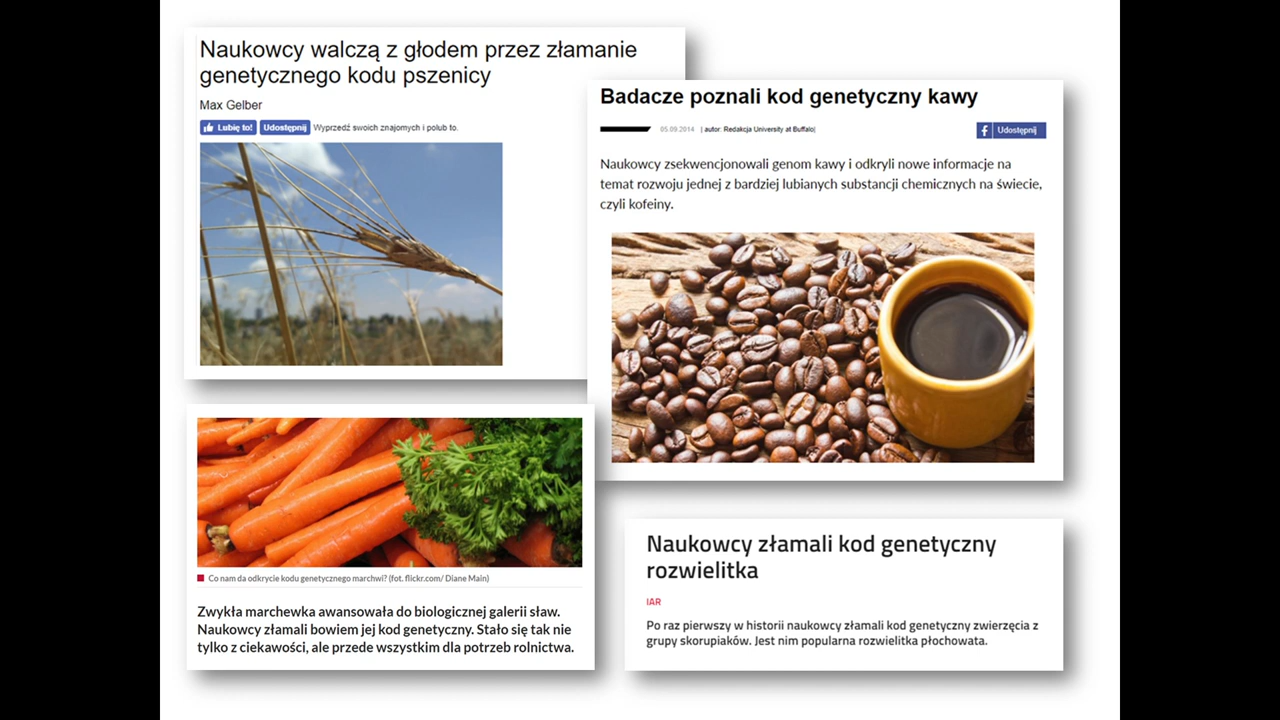 Naukowcy walczą z głodem przez złamanie
genetycznego kodu pszenicy
Max Gelber
Lubię to! Udostępnij Wyprzedź swoich znajomych i polub to.
Badacze poznali kod genetyczny kawy
05.09.2014 | autor: Redakcja University at Buffalo|
Udostępnij
Naukowcy zsekwencjonowali genom kawy i odkryli nowe informacje na
temat rozwoju jednej z bardziej lubianych substancji chemicznych na świecie,
czyli kofeiny.
Co nam da odkrycie kodu genetycznego marchwi? (fot. flickr.com/ Diane Main)
Zwykła marchewka awansowała do biologicznej galerii sław.
Naukowcy złamali bowiem jej kod genetyczny. Stało się tak nie
tylko z ciekawości, ale przede wszystkim dla potrzeb rolnictwa.
Naukowcy złamali kod genetyczny
rozwielitka
IAR
Po raz pierwszy w historii naukowcy złamali kod genetyczny zwierzęcia z
grupy skorupiaków. Jest nim popularna rozwielitka płochowata.